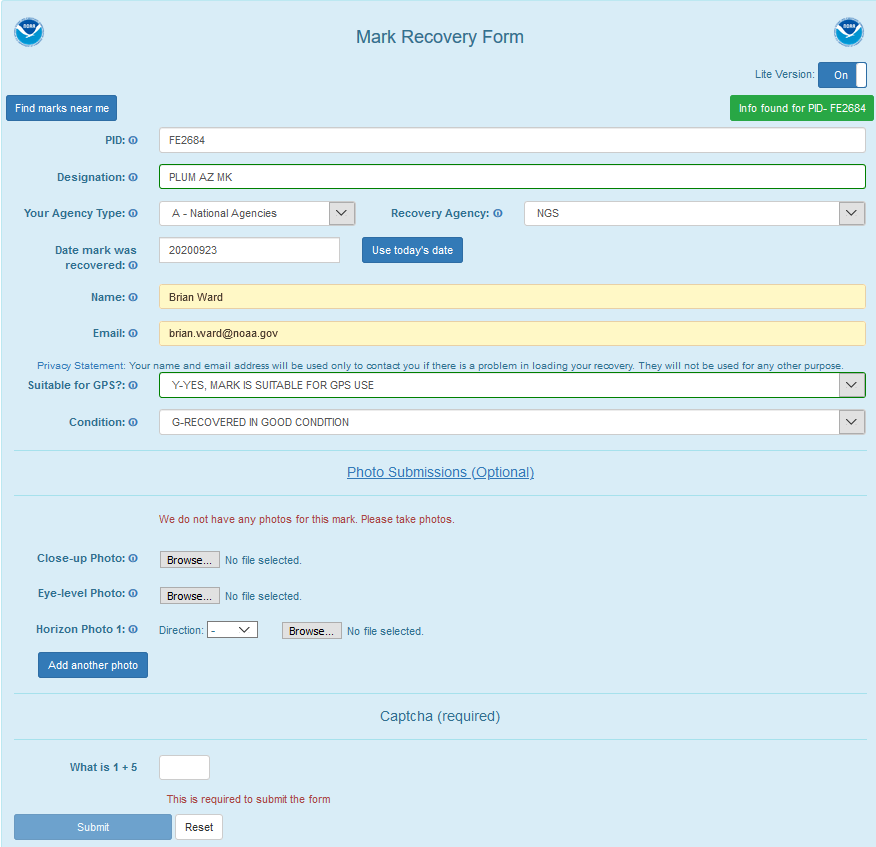 NOAA
NOAA
Mark Recovery Form
Lite Version: On
Find marks near me
Info found for PID- FE2684
PID: FE2684
Designation: PLUM AZ MK
Your Agency Type: A - National Agencies Recovery Agency: NGS
Date mark was
recovered: 20200923 Use today's date
Name: Brian Ward
Email: brian.ward@noaa.gov
Privacy Statement: Your name and email address will be used only to contact you if there is a problem in loading your recovery. They will not be used for any other purpose.
Suitable for GPS?: Y-YES, MARK IS SUITABLE FOR GPS USE
Condition: G-RECOVERED IN GOOD CONDITION
Photo Submissions (Optional)
We do not have any photos for this mark. Please take photos.
Close-up Photo: Browse... No file selected.
Eye-level Photo: Browse... No file selected.
Horizon Photo 1: Direction: - Browse... No file selected.
Add another photo
Captcha (required)
What is 1 + 5
This is required to submit the form
Submit Reset